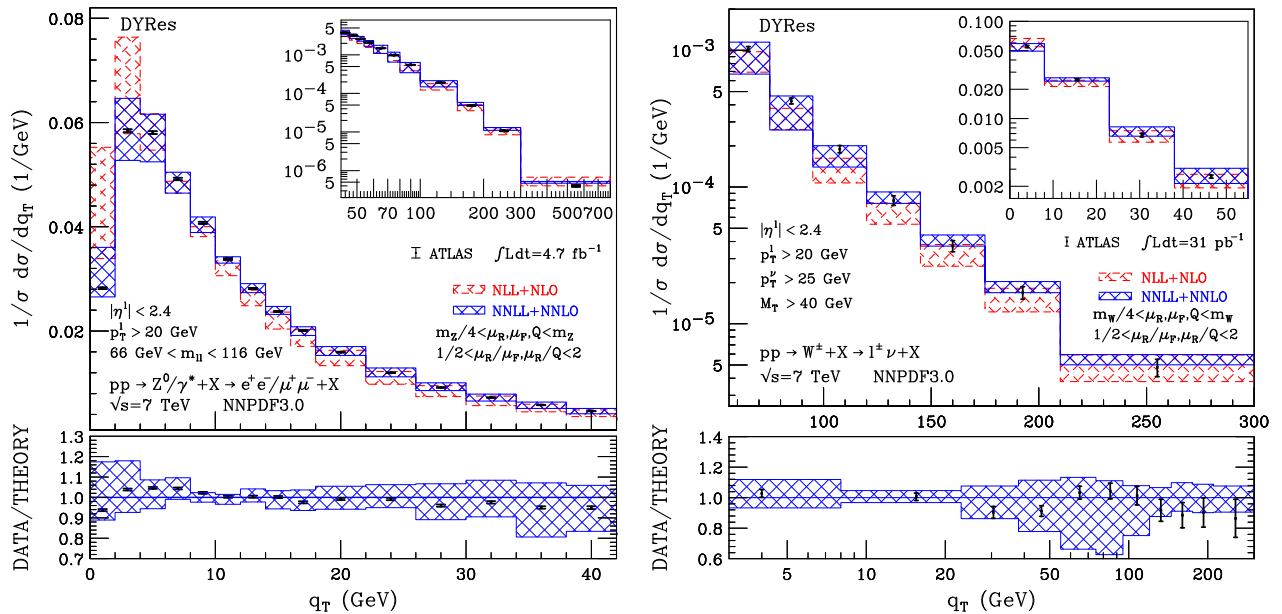 DYRes
1/σ dσ/dq_T (1/GeV)
0.08
0.06
0.04
0.02
5
5
10⁻³
5
10⁻⁴
5
10⁻⁵
5
10⁻⁶
5
50 70 100 200 300 500 700
ATLAS ∫Ldt=4.7 fb⁻¹
NLL+NLO
NNLL+NNLO
m_Z/4<μ_R,μ_F,Q<m_Z
1/2<μ_R/μ_F,μ_R/Q<2
|η^l|<2.4
p_T^l>20 GeV
66 GeV<m_ll<116 GeV
pp→Z⁰/γ*+X→e⁺e⁻/μ⁺μ⁻+X
√s=7 TeV NNPDF3.0
DATA/THEORY
1.3
1.2
1.1
1.0
0.9
0.8
0.7
0 10 20 30 40
q_T (GeV)
DYRes
1/σ dσ/dq_T (1/GeV)
10⁻³
5
10⁻⁴
5
10⁻⁵
5
0.100
0.050
0.010
0.005
0.002
0 10 20 30 40 50
ATLAS ∫Ldt=31 pb⁻¹
|η^l|<2.4
p_T^l>20 GeV
p_T^ν>25 GeV
M_T>40 GeV
NLL+NLO
NNLL+NNLO
m_W/4<μ_R,μ_F,Q<m_W
1/2<μ_R/μ_F,μ_R/Q<2
pp→W^±+X→l^±ν+X
√s=7 TeV NNPDF3.0
100 150 200 250 300
DATA/THEORY
1.4
1.2
1.0
0.8
0.6
5 10 20 50 100 200
q_T (GeV)